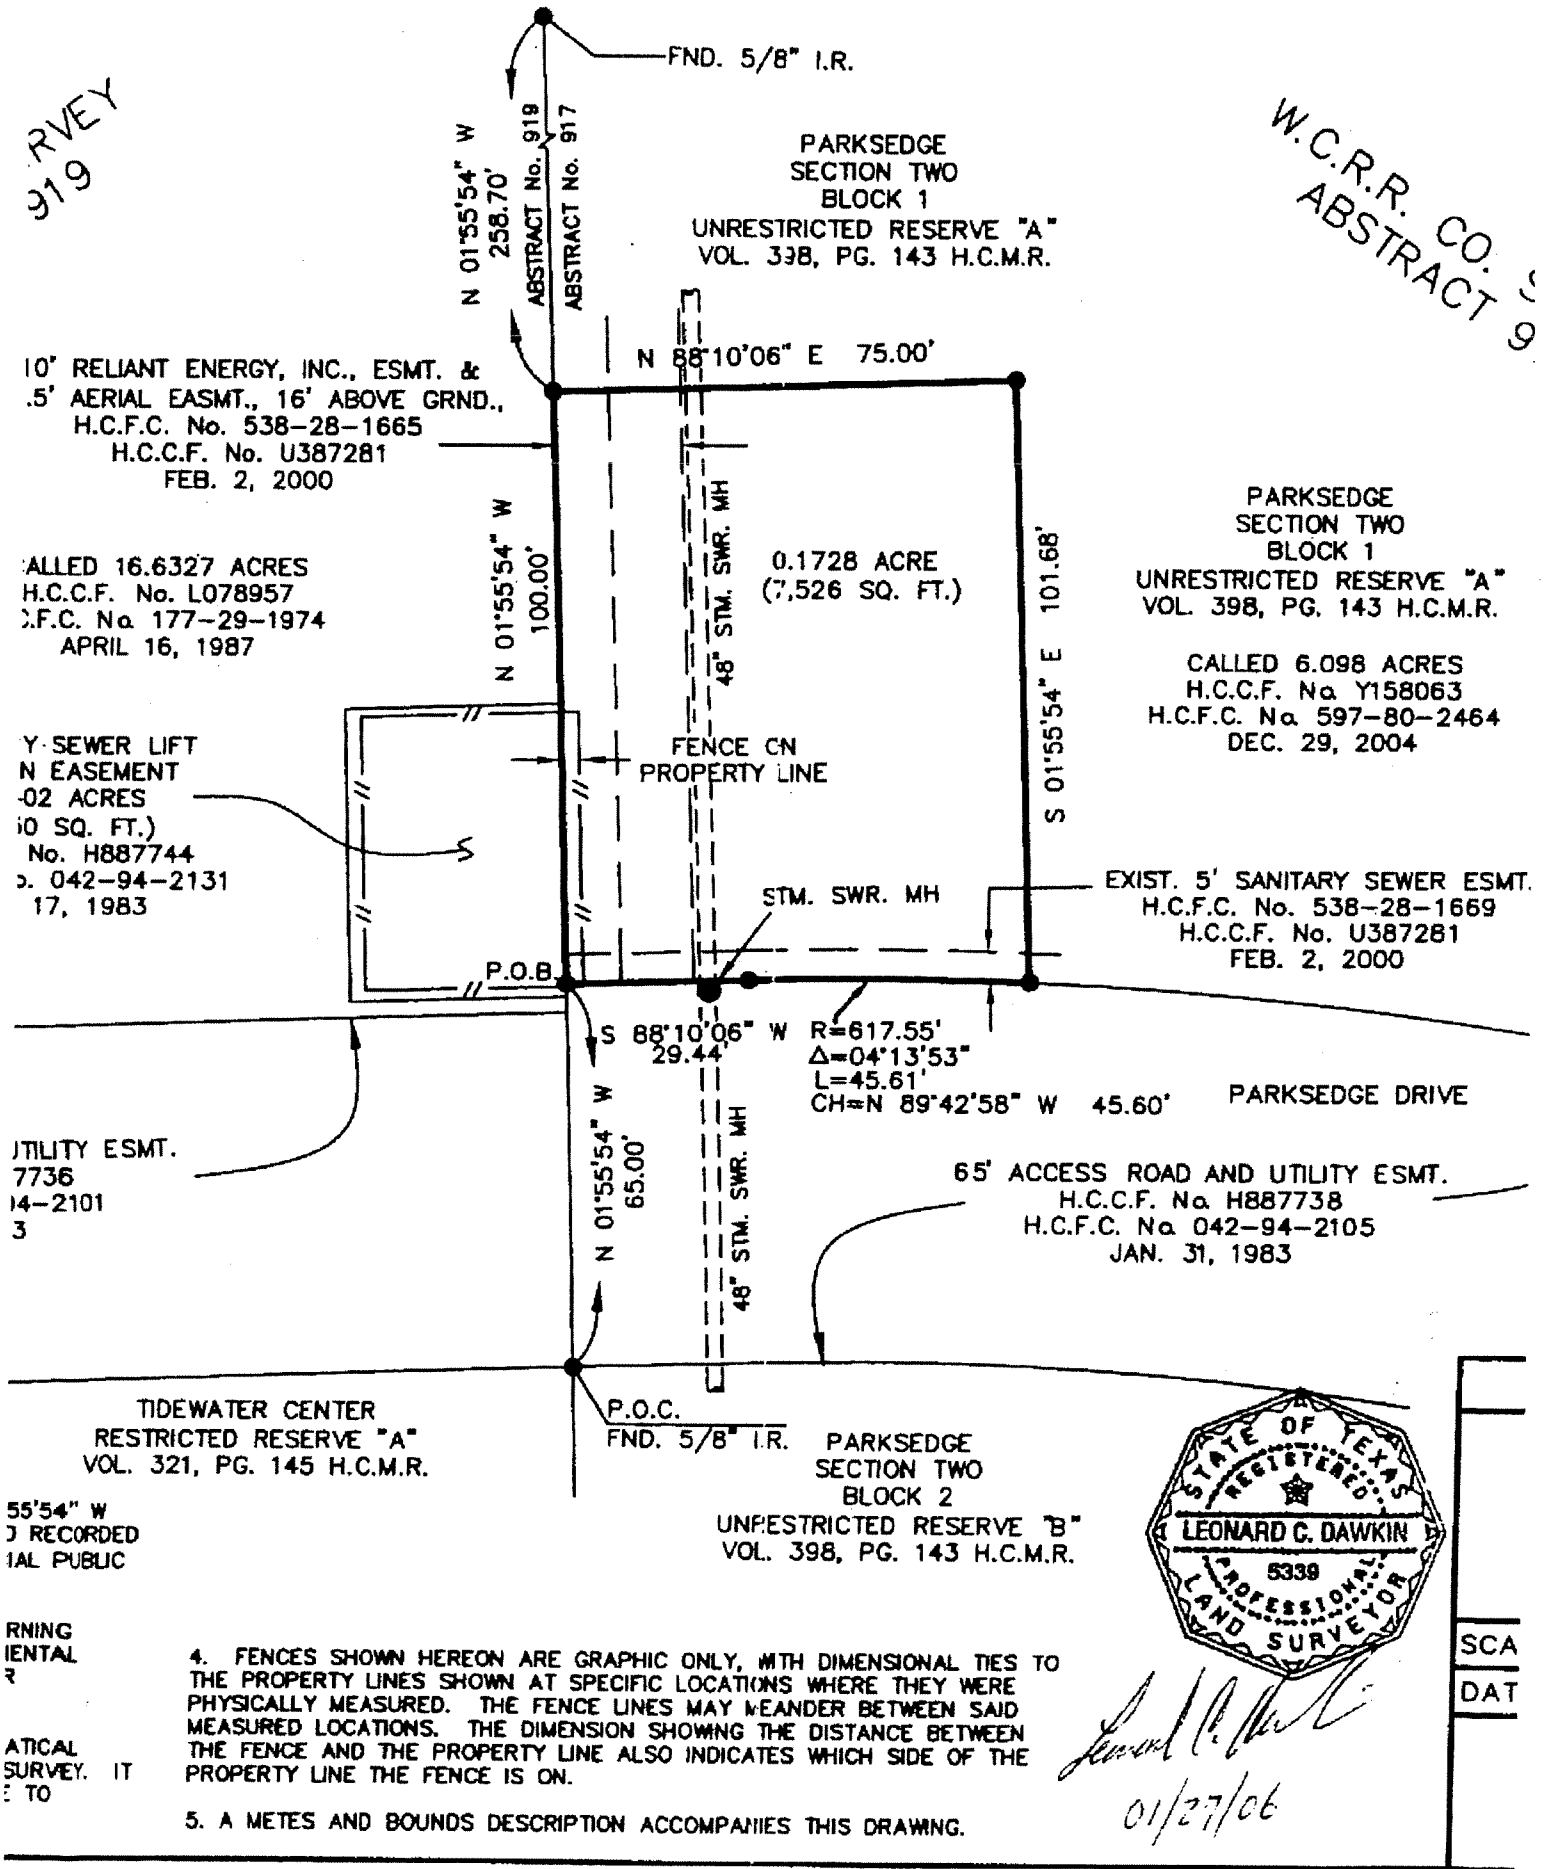 FND. 5/8" I.R.
RVEY
919
W.C.R.R. CO.
ABSTRACT 9
N 01°55'54" W
258.70'
ABSTRACT No. 919
ABSTRACT No. 917
PARKSEDGE
SECTION TWO
BLOCK 1
UNRESTRICTED RESERVE "A"
VOL. 398, PG. 143 H.C.M.R.
N 88°10'06" E 75.00'
10' RELIANT ENERGY, INC., ESMT. &
.5' AERIAL EASMT., 16' ABOVE GRND.,
H.C.F.C. No. 538-28-1665
H.C.C.F. No. U387281
FEB. 2, 2000
N 01°55'54" W
100.00'
48" STM. SWR. MH
0.1728 ACRE
(7,526 SQ. FT.)
S 01°55'54" E 101.68'
PARKSEDGE
SECTION TWO
BLOCK 1
UNRESTRICTED RESERVE "A"
VOL. 398, PG. 143 H.C.M.R.
CALLED 6.098 ACRES
H.C.C.F. No. Y158063
H.C.F.C. No. 597-80-2464
DEC. 29, 2004
ALLED 16.6327 ACRES
H.C.C.F. No. L078957
.F.C. No. 177-29-1974
APRIL 16, 1987
Y SEWER LIFT
N EASEMENT
-02 ACRES
0 SQ. FT.)
No. H887744
. 042-94-2131
17, 1983
FENCE ON
PROPERTY LINE
STM. SWR. MH
EXIST. 5' SANITARY SEWER ESMT.
H.C.F.C. No. 538-28-1669
H.C.C.F. No. U387281
FEB. 2, 2000
P.O.B
S 88°10'06" W
29.44'
R=617.55'
Δ=04°13'53"
L=45.61'
CH=N 89°42'58" W 45.60'
PARKSEDGE DRIVE
N 01°55'54" W
65.00'
48" STM. SWR. MH
UTILITY ESMT.
7736
94-2101
3
65' ACCESS ROAD AND UTILITY ESMT.
H.C.C.F. No. H887738
H.C.F.C. No. 042-94-2105
JAN. 31, 1983
TIDEWATER CENTER
RESTRICTED RESERVE "A"
VOL. 321, PG. 145 H.C.M.R.
P.O.C.
FND. 5/8" I.R.
PARKSEDGE
SECTION TWO
BLOCK 2
UNRESTRICTED RESERVE "B"
VOL. 398, PG. 143 H.C.M.R.
STATE OF TEXAS
REGISTERED
LEONARD C. DAWKIN
5339
PROFESSIONAL
LAND SURVEYOR
55'54" W
RECORDED
IAL PUBLIC
RNING
ENTAL
R
ATICAL
SURVEY. IT
TO
4. FENCES SHOWN HEREON ARE GRAPHIC ONLY, WITH DIMENSIONAL TIES TO
THE PROPERTY LINES SHOWN AT SPECIFIC LOCATIONS WHERE THEY WERE
PHYSICALLY MEASURED. THE FENCE LINES MAY MEANDER BETWEEN SAID
MEASURED LOCATIONS. THE DIMENSION SHOWING THE DISTANCE BETWEEN
THE FENCE AND THE PROPERTY LINE ALSO INDICATES WHICH SIDE OF THE
PROPERTY LINE THE FENCE IS ON.
5. A METES AND BOUNDS DESCRIPTION ACCOMPANIES THIS DRAWING.
01/27/06
SCA
DAT